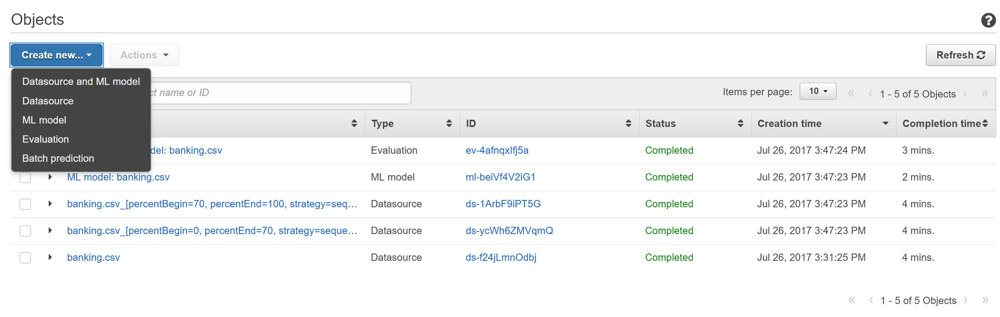 Objects
?
Create new...
Actions
Refresh
Datasource and ML model
Datasource
ML model
Evaluation
Batch prediction
ct name or ID
Items per page: 10 « ‹ 1 - 5 of 5 Objects › »
Type ID Status Creation time Completion time
del: banking.csv Evaluation ev-4afnqxIfj5a Completed Jul 26, 2017 3:47:24 PM 3 mins.
ML model: banking.csv ML model ml-beiVf4V2iG1 Completed Jul 26, 2017 3:47:23 PM 2 mins.
banking.csv_[percentBegin=70, percentEnd=100, strategy=seq... Datasource ds-1ArbF9iPT5G Completed Jul 26, 2017 3:47:23 PM 4 mins.
banking.csv_[percentBegin=0, percentEnd=70, strategy=seque... Datasource ds-ycWh6ZMVqmQ Completed Jul 26, 2017 3:47:23 PM 4 mins.
banking.csv Datasource ds-f24jLmnOdbj Completed Jul 26, 2017 3:31:25 PM 4 mins.
« ‹ 1 - 5 of 5 Objects › »